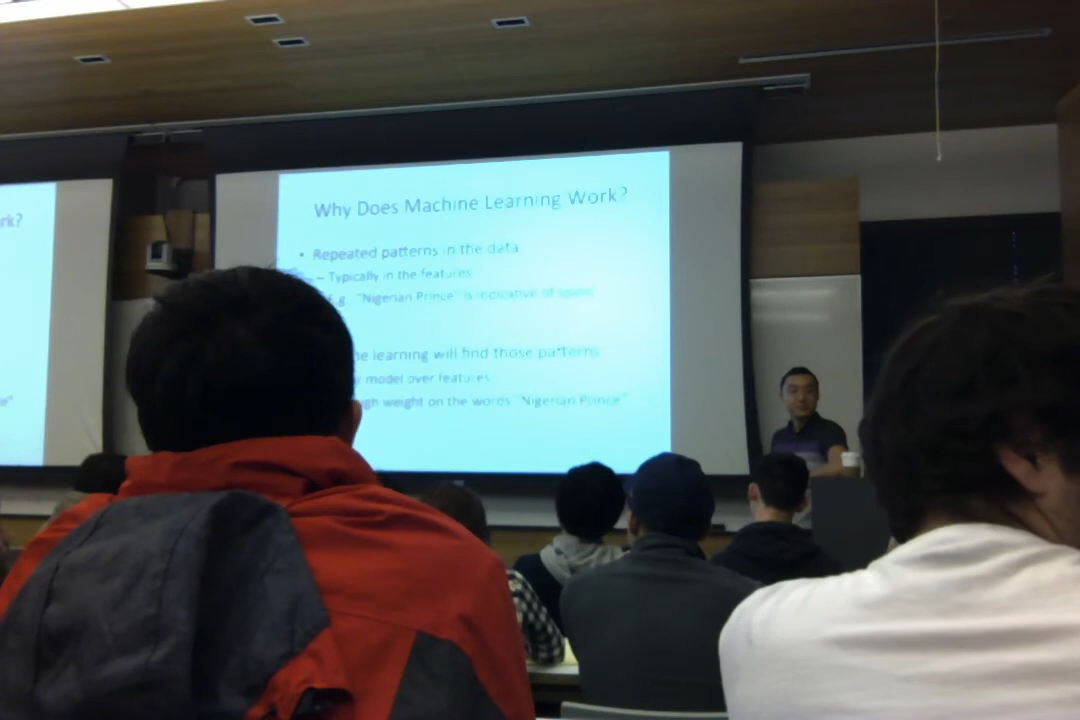 rk?
Why Does Machine Learning Work?
• Repeated patterns in the data
– Typically in the features
E.g., "Nigerian Prince" is indicative of spam
ne learning will find those patterns
r model over features
gh weight on the words "Nigerian Prince"